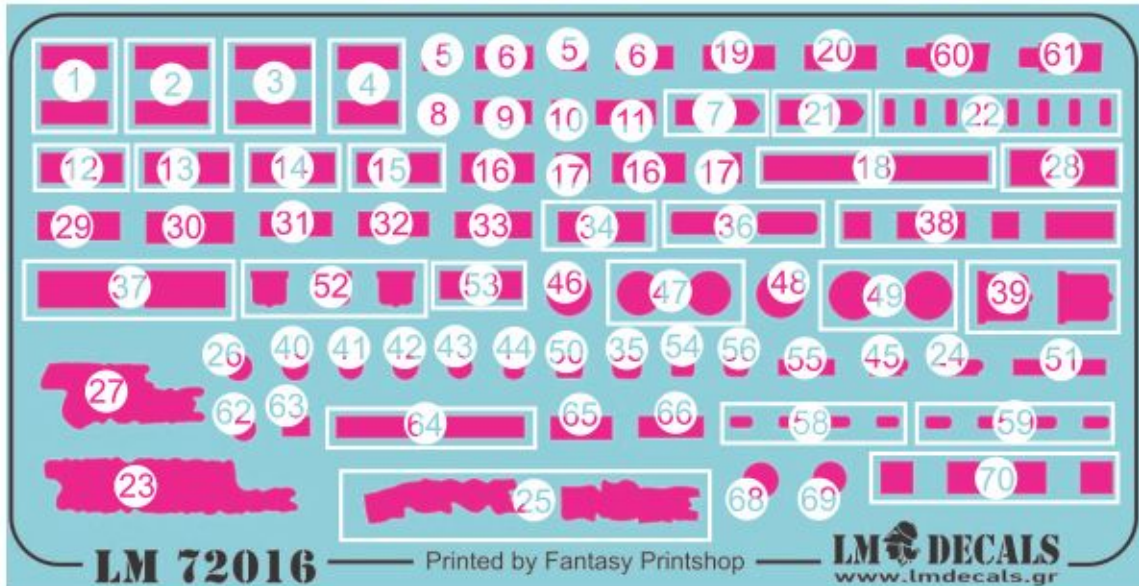 1 2 3 4 5 6 5 6 19 20 60 61
8 9 10 11 7 21 22
12 13 14 15 16 17 16 17 18 28
29 30 31 32 33 34 36 38
37 52 53 46 47 48 49 39
26 40 41 42 43 44 50 35 54 56 55 45 24 51
27
62 63 64 65 66 58 59
23 25 68 69 70
LM 72016 Printed by Fantasy Printshop LM DECALS
www.lmdecals.gr